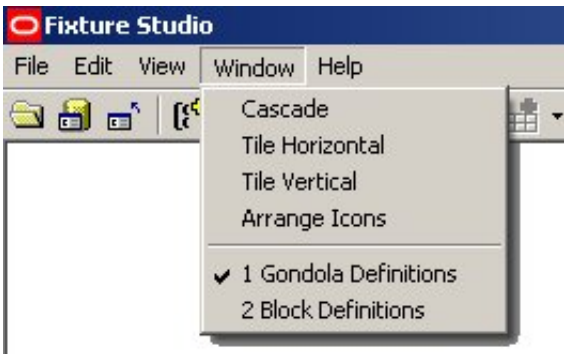 Fixture Studio
File Edit View Window Help
Cascade
Tile Horizontal
Tile Vertical
Arrange Icons
1 Gondola Definitions
2 Block Definitions